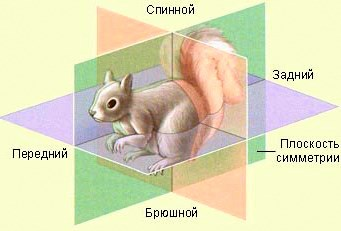 Спинной
Задний
Передний
Плоскость
симметрии
Брюшной